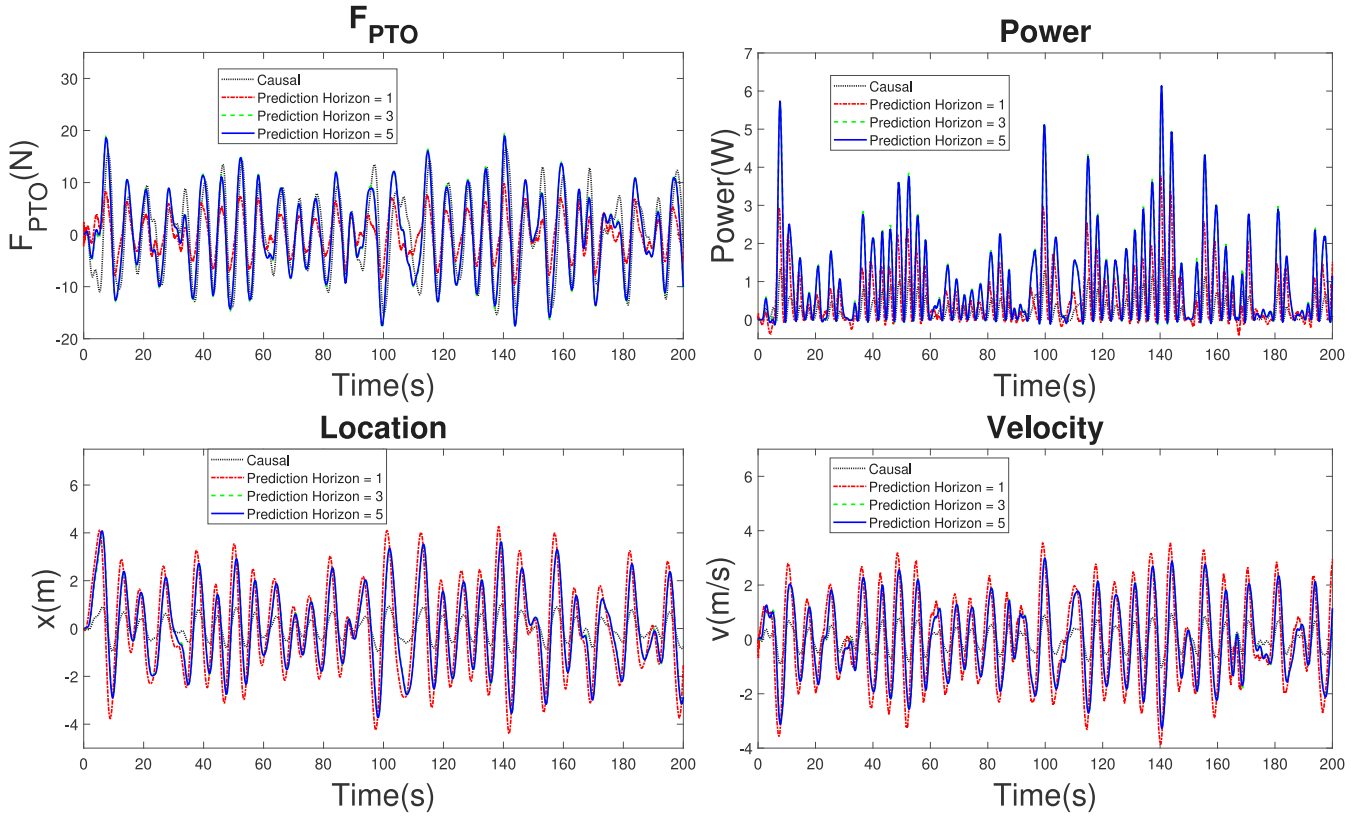 F_PTO
F_PTO(N)
30
20
10
0
-10
-20
Causal
Prediction Horizon = 1
Prediction Horizon = 3
Prediction Horizon = 5
0 20 40 60 80 100 120 140 160 180 200
Time(s)
Power
Power(W)
7
6
5
4
3
2
1
0
Causal
Prediction Horizon = 1
Prediction Horizon = 3
Prediction Horizon = 5
0 20 40 60 80 100 120 140 160 180 200
Time(s)
Location
x(m)
6
4
2
0
-2
-4
Causal
Prediction Horizon = 1
Prediction Horizon = 3
Prediction Horizon = 5
0 20 40 60 80 100 120 140 160 180 200
Time(s)
Velocity
v(m/s)
6
4
2
0
-2
-4
Causal
Prediction Horizon = 1
Prediction Horizon = 3
Prediction Horizon = 5
0 20 40 60 80 100 120 140 160 180 200
Time(s)